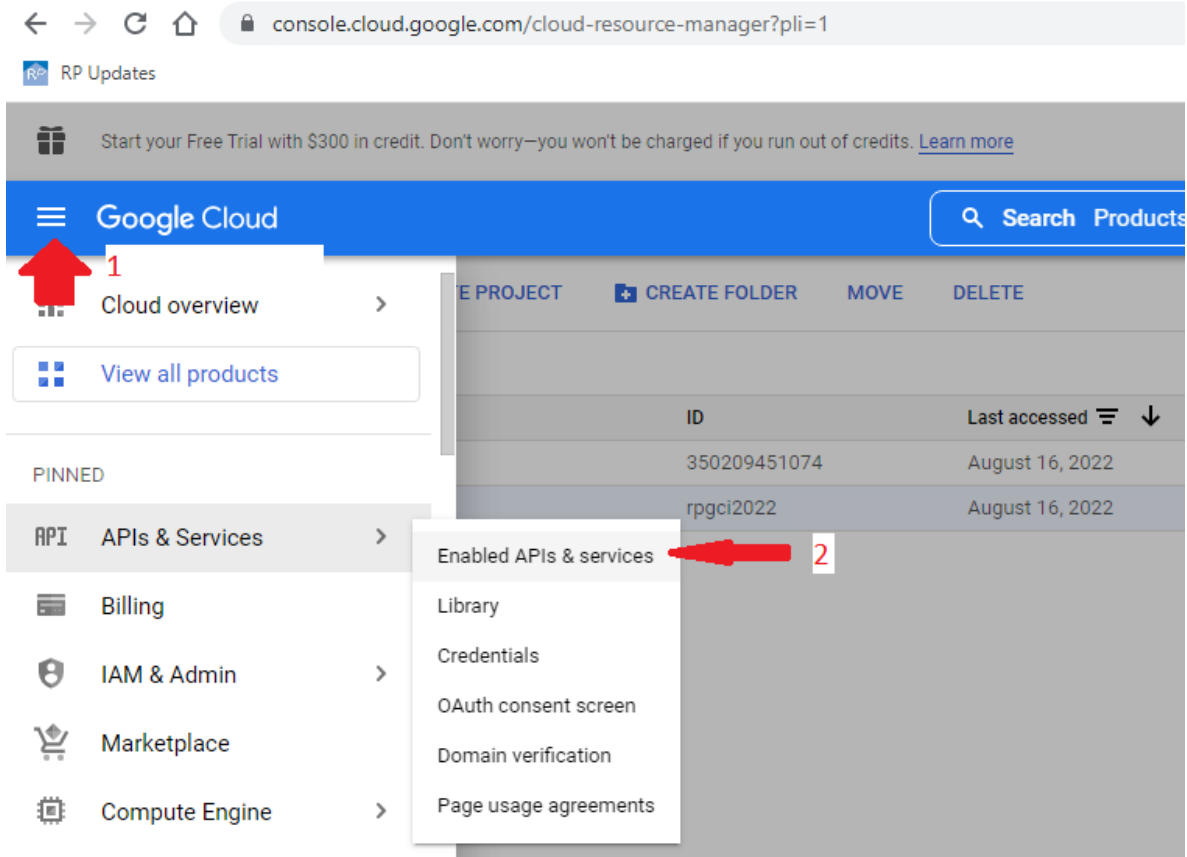 console.cloud.google.com/cloud-resource-manager?pli=1
RP RP Updates
Start your Free Trial with $300 in credit. Don't worry—you won't be charged if you run out of credits. Learn more
Google Cloud
Search Products
1
Cloud overview
TE PROJECT CREATE FOLDER MOVE DELETE
View all products
ID Last accessed
350209451074 August 16, 2022
PINNED
rpgci2022 August 16, 2022
API APIs & Services
Enabled APIs & services 2
Billing
Library
Credentials
IAM & Admin
OAuth consent screen
Marketplace
Domain verification
Page usage agreements
Compute Engine